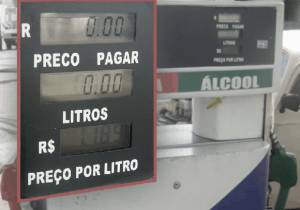 R 0.00
PRECO PAGAR
0.00
LITROS
R$
PREÇO POR LITRO
ÁLCOOL